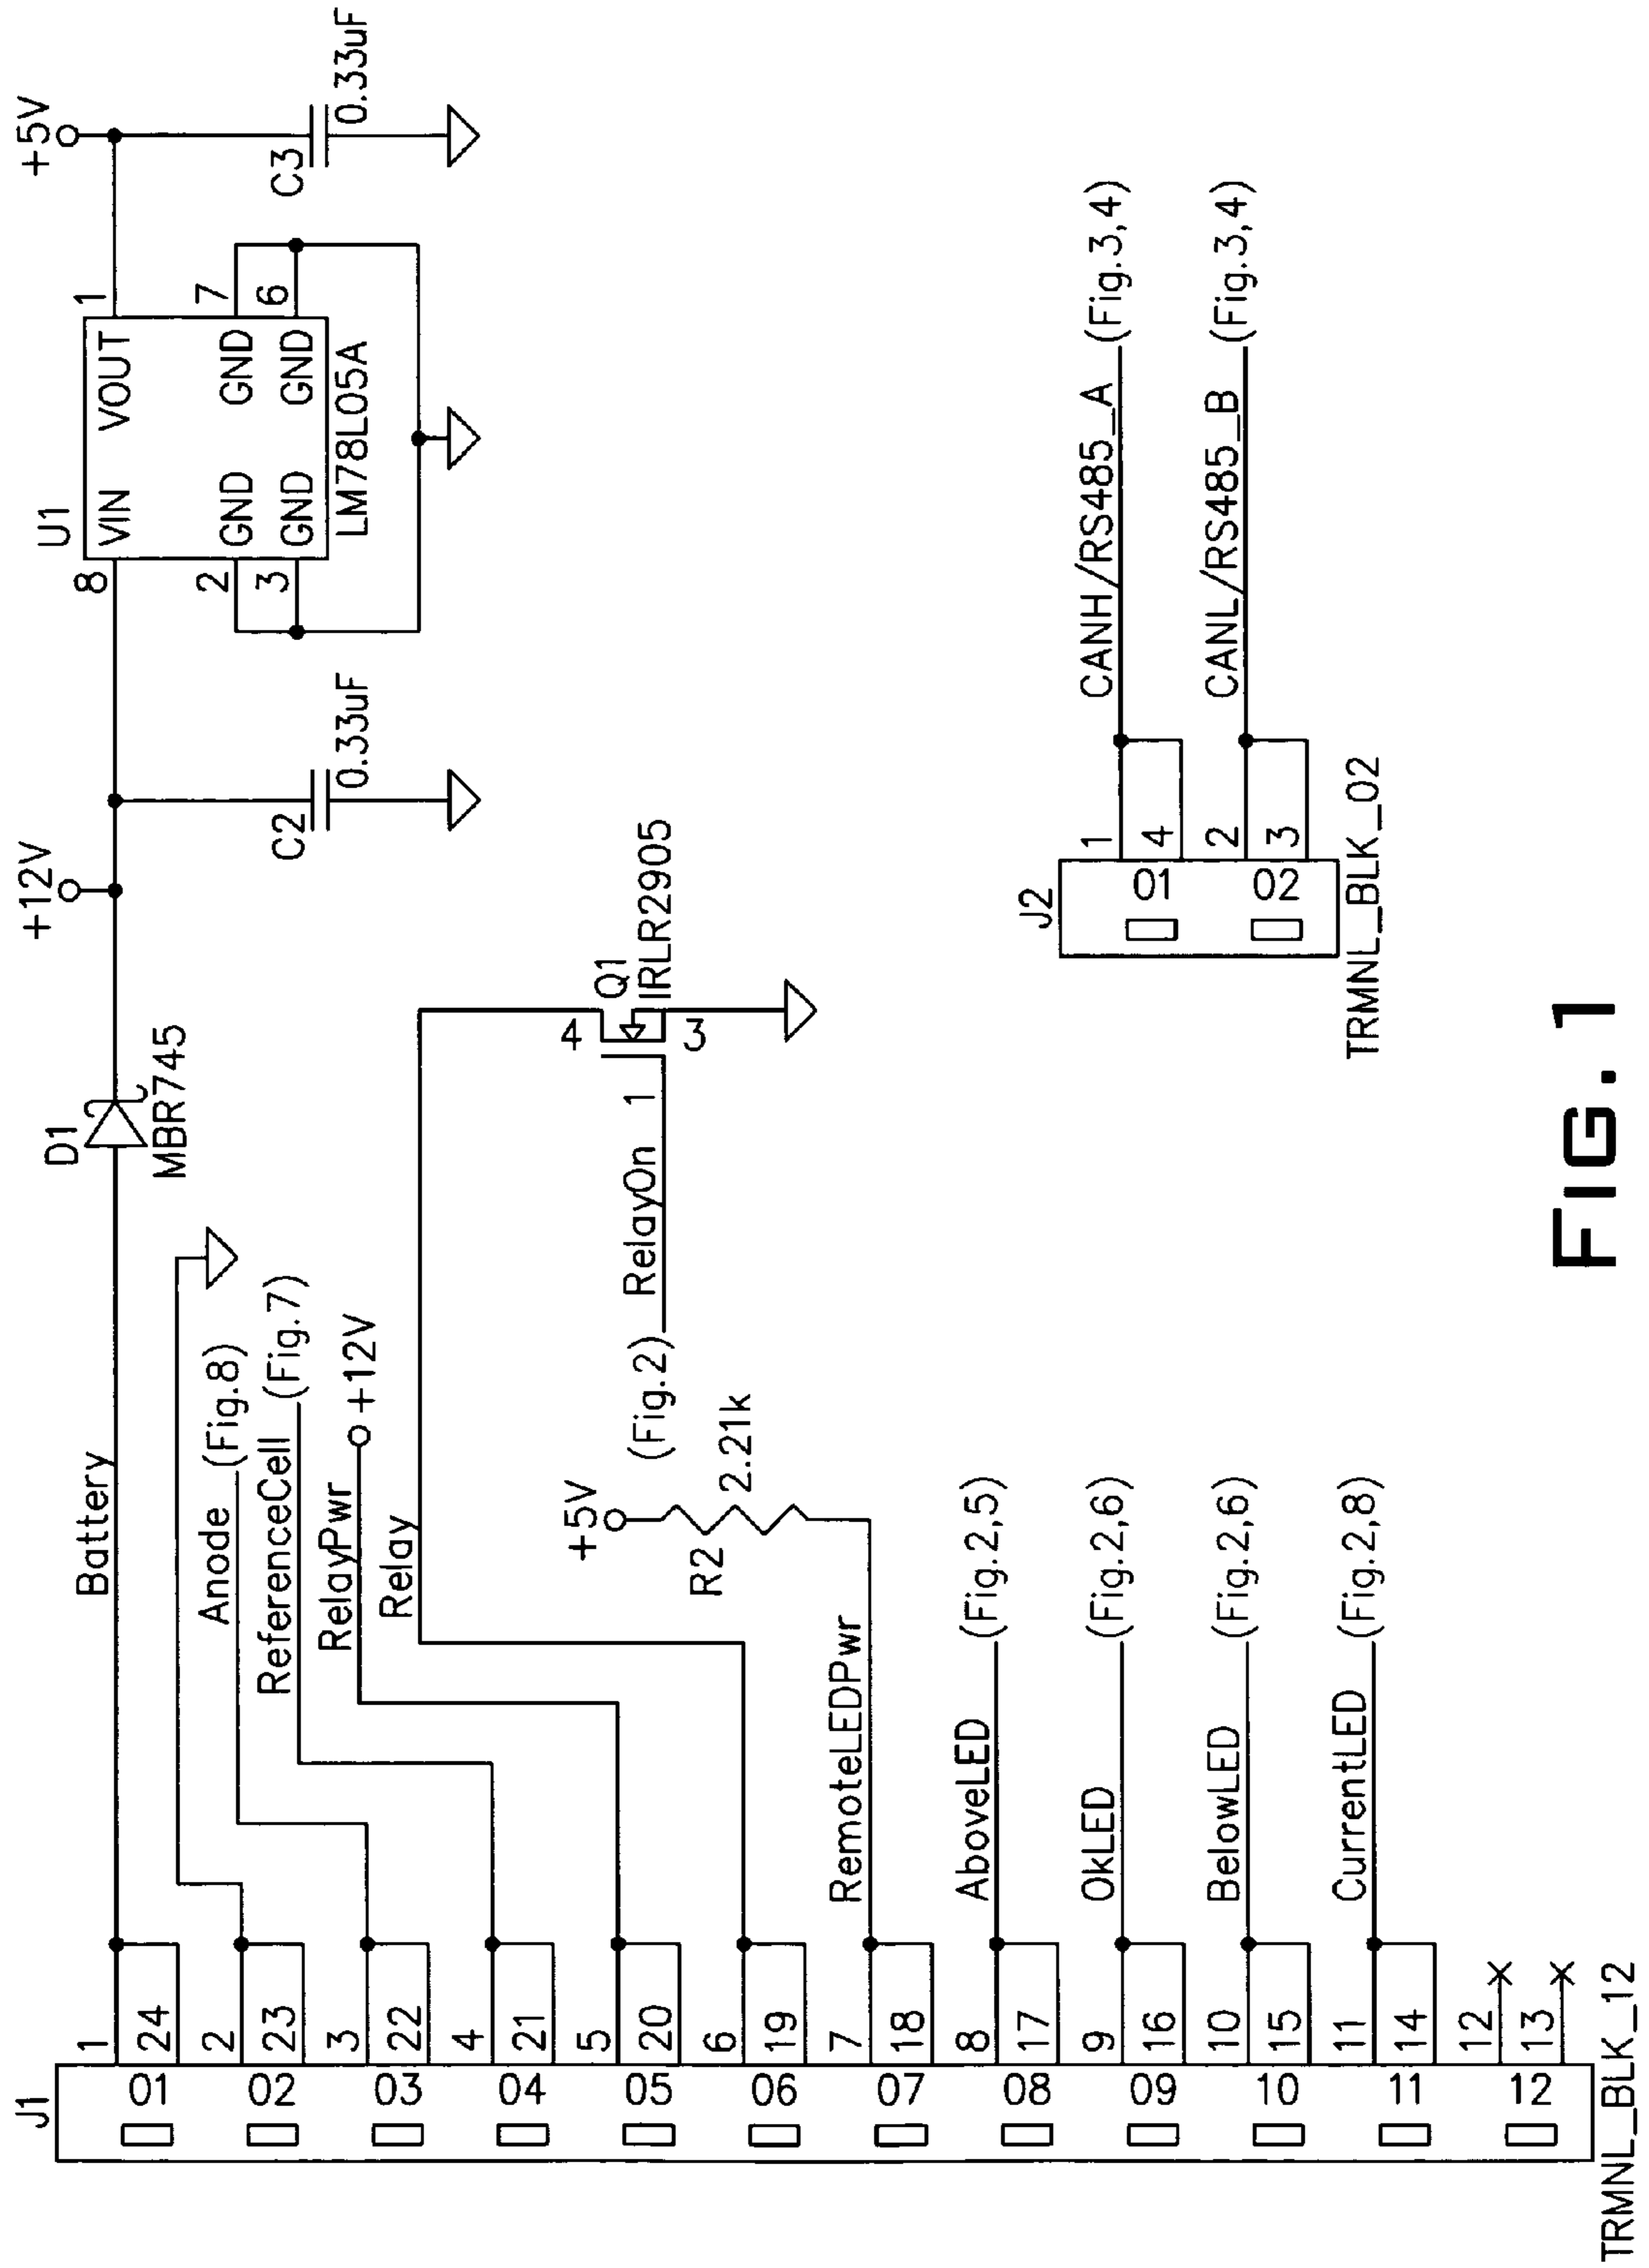 J1
TRMNL_BLK_12
01
02
03
04
05
06
07
08
09
10
11
12
1
24
2
23
3
22
4
21
5
20
6
19
7
18
8
17
9
16
10
15
11
14
12
13
Battery
D1
MBR745
+12V
C2
0.33uF
U1
8
VIN
VOUT
1
2
GND
GND
7
3
GND
GND
6
LM78L05A
+5V
C3
0.33uF
Anode (Fig.8)
ReferenceCell (Fig.7)
RelayPwr
+12V
Relay
4
Q1
IRLR2905
3
(Fig.2) RelayOn 1
+5V
R2
2.21k
RemoteLEDPwr
AboveLED (Fig.2,5)
OkLED (Fig.2,6)
BelowLED (Fig.2,6)
CurrentLED (Fig.2,8)
J2
01
02
1
4
2
3
TRMNL_BLK_02
CANH/RS485_A (Fig.3,4)
CANL/RS485_B (Fig.3,4)
FIG. 1